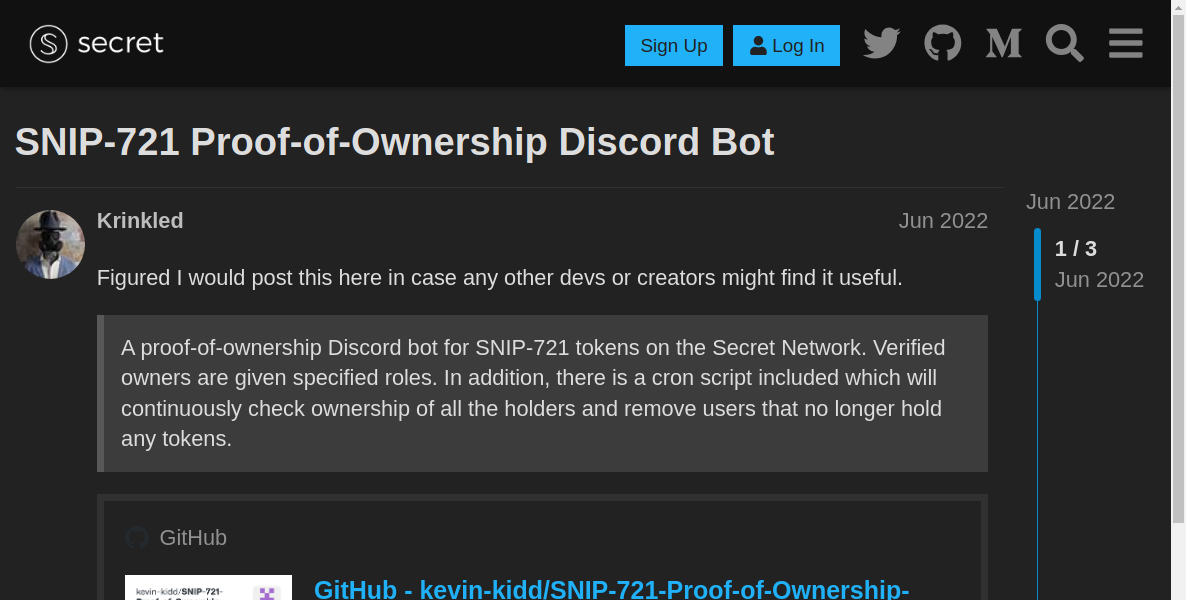 secret
Sign Up
Log In
SNIP-721 Proof-of-Ownership Discord Bot
Krinkled
Jun 2022
Jun 2022
1 / 3
Jun 2022
Figured I would post this here in case any other devs or creators might find it useful.
A proof-of-ownership Discord bot for SNIP-721 tokens on the Secret Network. Verified
owners are given specified roles. In addition, there is a cron script included which will
continuously check ownership of all the holders and remove users that no longer hold
any tokens.
GitHub
kevin-kidd/SNIP-721-
Proof-of-Ownership
GitHub - kevin-kidd/SNIP-721-Proof-of-Ownership-